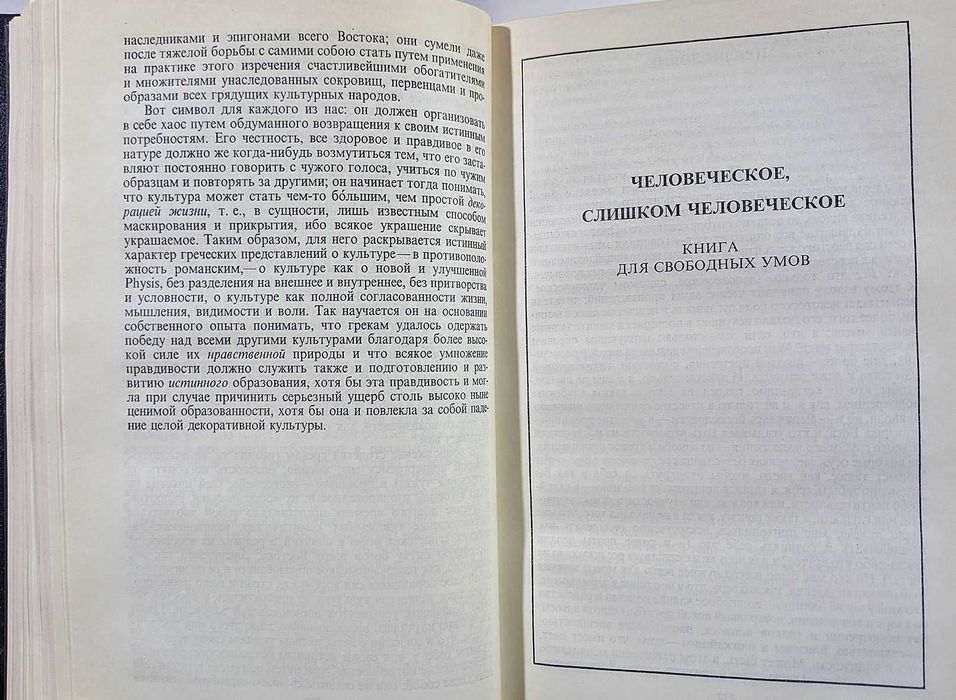 наследниками и эпигонами всего Востока; они сумели даже
после тяжелой борьбы с самими собою стать путем применения
на практике этого изречения счастливейшими обогатителями
и множителями унаследованных сокровищ, первенцами и про-
образами всех грядущих культурных народов.
Вот символ для каждого из нас: он должен организовать
в себе хаос путем обдуманного возвращения к своим истинным
потребностям. Его честность, все здоровое и правдивое в его
натуре должно же когда-нибудь возмутиться тем, что его заста-
вляют постоянно говорить с чужого голоса, учиться по чужим
образцам и повторять за другими; он начинает тогда понимать,
что культура может стать чем-то бо́льшим, чем простой деко-
рацией жизни, т. е., в сущности, лишь известным способом
маскирования и прикрытия, ибо всякое украшение скрывает
украшаемое. Таким образом, для него раскрывается истинный
характер греческих представлений о культуре — в противополо-
жность романским,— о культуре как о новой и улучшенной
Physis, без разделения на внешнее и внутреннее, без притворства
и условности, о культуре как полной согласованности жизни,
мышления, видимости и воли. Так научается он на основании
собственного опыта понимать, что грекам удалось одержать
победу над всеми другими культурами благодаря более высо-
кой силе их нравственной природы и что всякое умножение
правдивости должно служить также и подготовлению и раз-
витию истинного образования, хотя бы эта правдивость и мог-
ла при случае причинить серьезный ущерб столь высоко ныне
ценимой образованности, хотя бы она и повлекла за собой паде-
ние целой декоративной культуры.
ЧЕЛОВЕЧЕСКОЕ,
СЛИШКОМ ЧЕЛОВЕЧЕСКОЕ
КНИГА
ДЛЯ СВОБОДНЫХ УМОВ